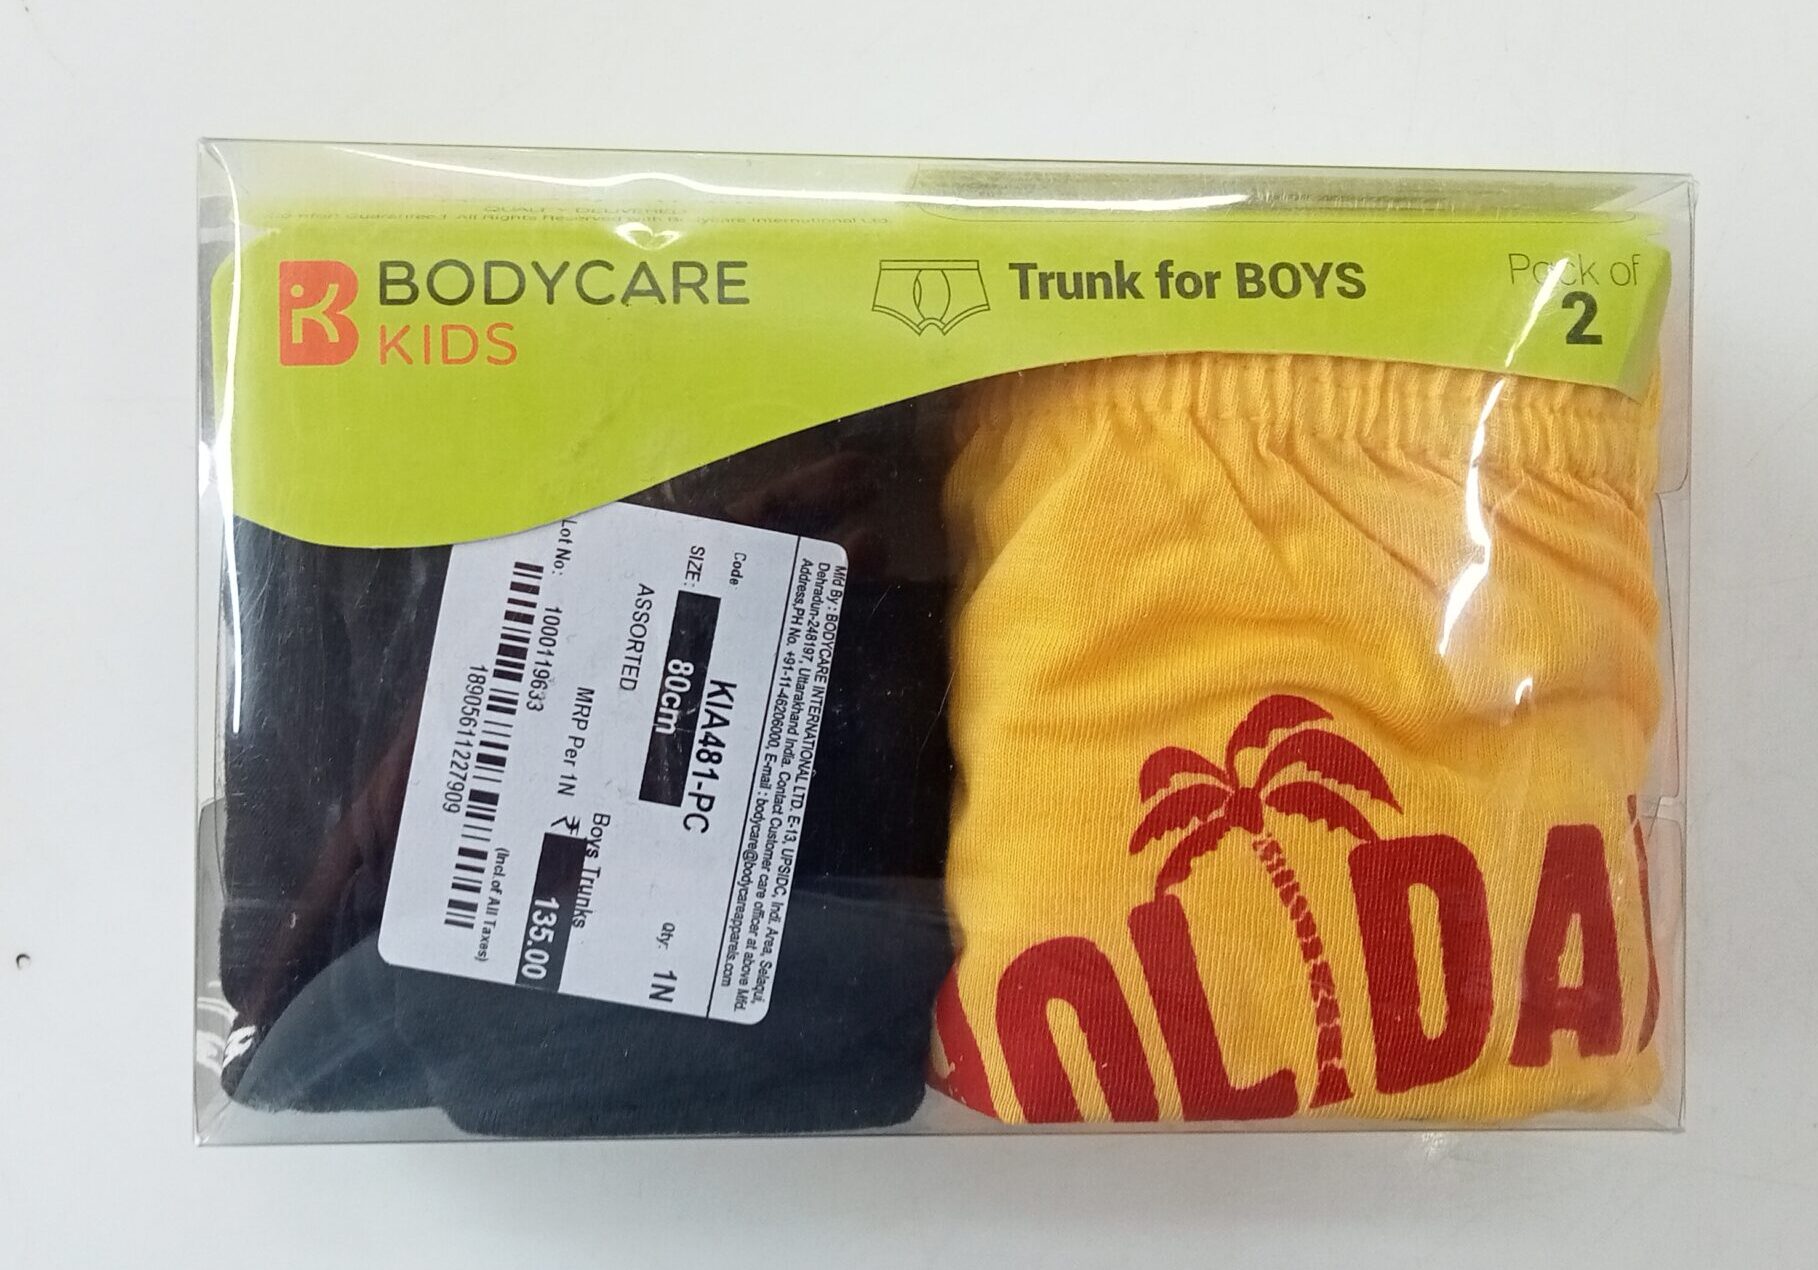 QUALITY DELIVERED
BODYCARE
KIDS
Trunk for BOYS
Pack of
2
Mfd By : BODYCARE INTERNATIONAL LTD. E-13, UPSIDC, Indl. Area, Selaqui,
Dehradun-248197, Uttarakhand India. Contact Customer care officer at above Mfd.
Address,PH No. +91-11-46206000, E-mail : bodycare@bodycareapparels.com
Code: KIA481-PC
SIZE: 80cm Qty: 1N
ASSORTED
Boys Trunks
MRP Per 1N ₹ 135.00
Lot No: 1000119633 (Incl.of All Taxes)
18905611227909
OLIDA